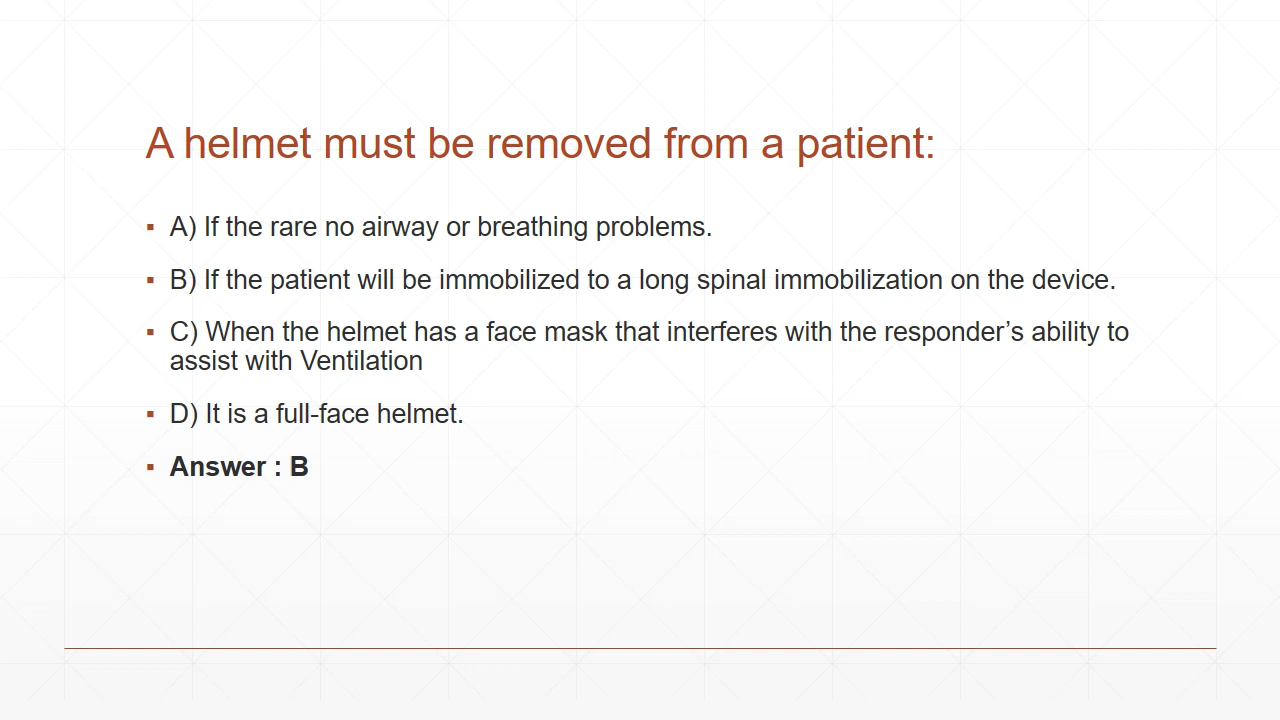 A helmet must be removed from a patient:
▪ A) If the rare no airway or breathing problems.
▪ B) If the patient will be immobilized to a long spinal immobilization on the device.
▪ C) When the helmet has a face mask that interferes with the responder’s ability to
assist with Ventilation
▪ D) It is a full-face helmet.
▪ Answer : B